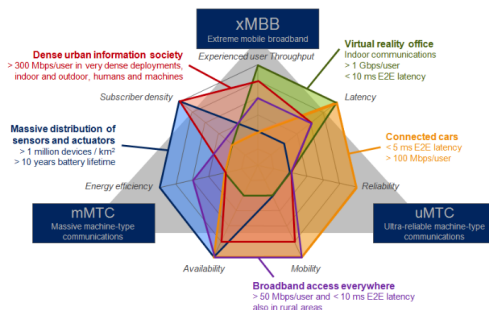 xMBB
Extreme mobile broadband
Experienced user Throughput
Dense urban information society
> 300 Mbps/user in very dense deployments,
indoor and outdoor, humans and machines
Virtual reality office
Indoor communications
> 1 Gbps/user
< 10 ms E2E latency
Subscriber density
Latency
Massive distribution of
sensors and actuators
> 1 million devices / km²
> 10 years battery lifetime
Connected cars
< 5 ms E2E latency
> 100 Mbps/user
Energy efficiency
Reliability
mMTC
Massive machine-type
communications
uMTC
Ultra-reliable machine-type
communications
Availability
Mobility
Broadband access everywhere
> 50 Mbps/user and < 10 ms E2E latency
also in rural areas